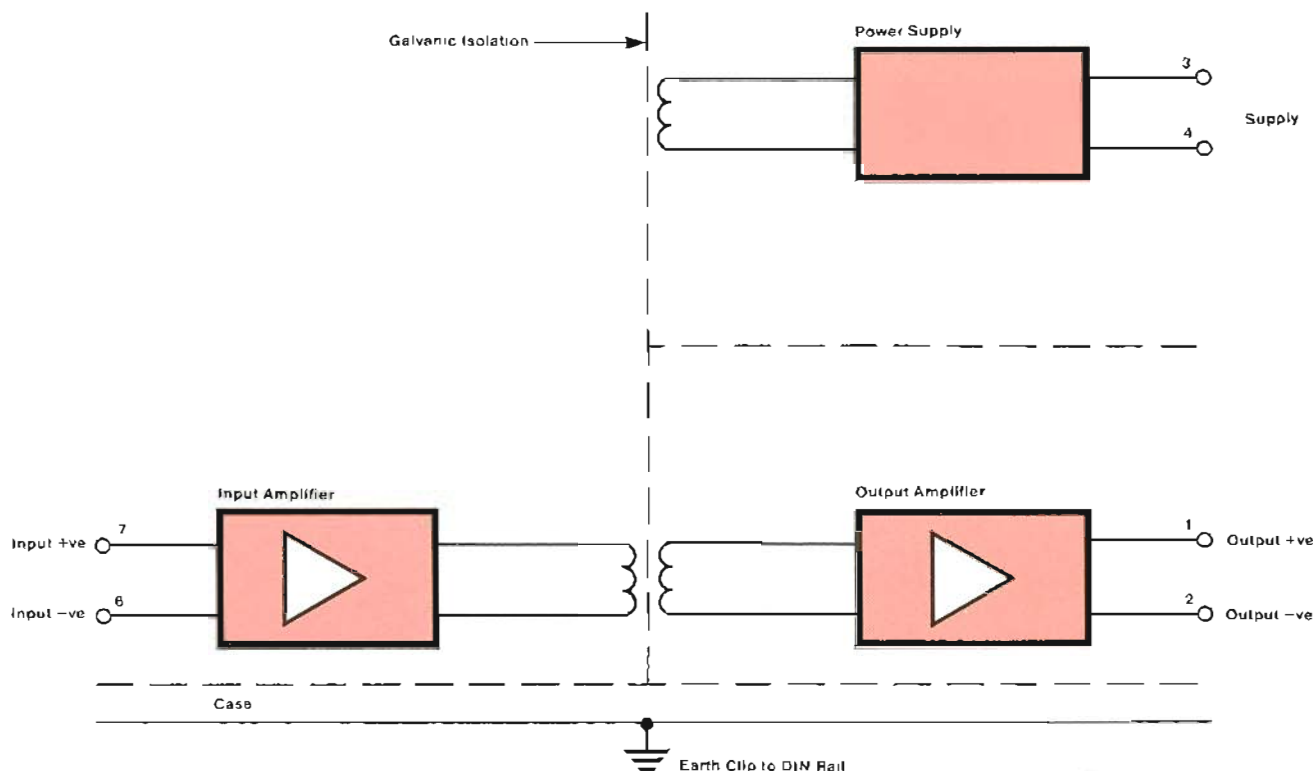 Galvanic Isolation
Power Supply
3
Supply
4
Input Amplifier
Output Amplifier
Input +ve
7
1
Output +ve
Input −ve
6
2
Output −ve
Case
Earth Clip to DIN Rail